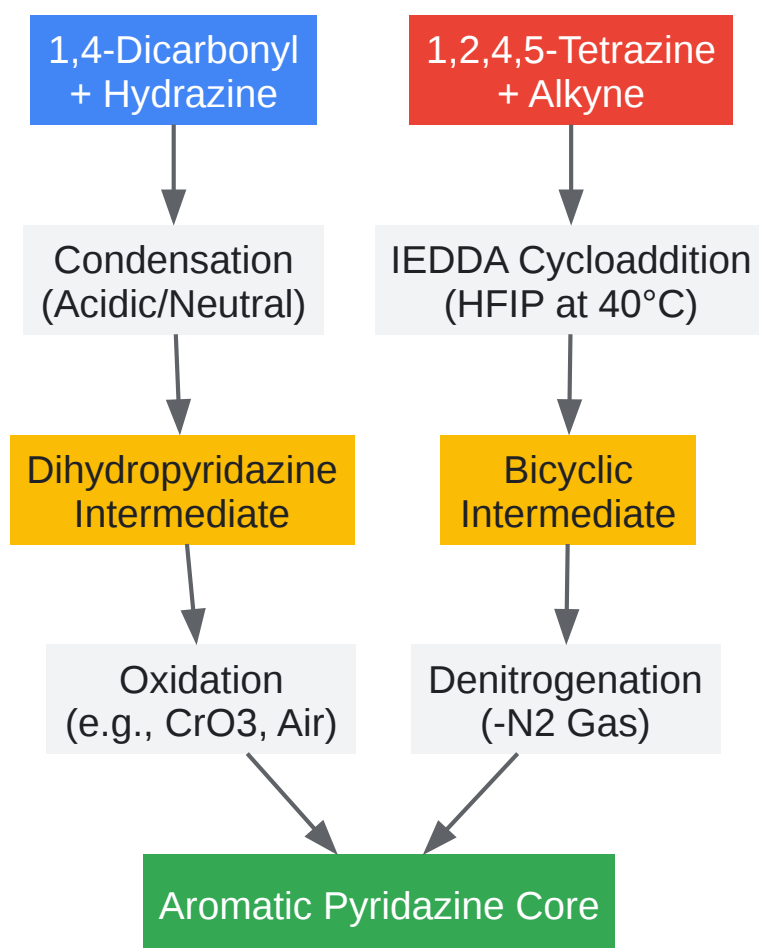 1,4-Dicarbonyl
+ Hydrazine
1,2,4,5-Tetrazine
+ Alkyne
Condensation
(Acidic/Neutral)
IEDDA Cycloaddition
(HFIP at 40°C)
Dihydropyridazine
Intermediate
Bicyclic
Intermediate
Oxidation
(e.g., CrO3, Air)
Denitrogenation
(-N2 Gas)
Aromatic Pyridazine Core